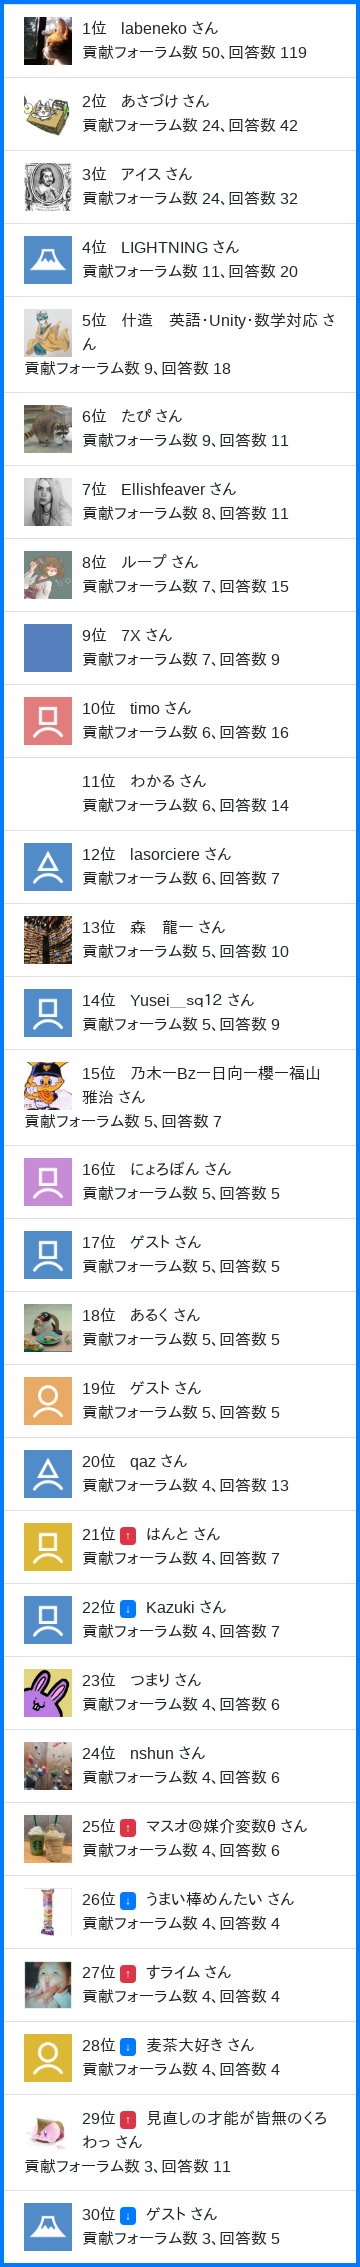 1位　labeneko さん
貢献フォーラム数 50、回答数 119
2位　あさづけ さん
貢献フォーラム数 24、回答数 42
3位　アイス さん
貢献フォーラム数 24、回答数 32
4位　LIGHTNING さん
貢献フォーラム数 11、回答数 20
5位　什造　英語･Unity･数学対応 さ
ん
貢献フォーラム数 9、回答数 18
6位　たぴ さん
貢献フォーラム数 9、回答数 11
7位　Ellishfeaver さん
貢献フォーラム数 8、回答数 11
8位　ループ さん
貢献フォーラム数 7、回答数 15
9位　7X さん
貢献フォーラム数 7、回答数 9
10位　timo さん
貢献フォーラム数 6、回答数 16
11位　わかる さん
貢献フォーラム数 6、回答数 14
12位　lasorciere さん
貢献フォーラム数 6、回答数 7
13位　森　龍一 さん
貢献フォーラム数 5、回答数 10
14位　Yusei＿sq12 さん
貢献フォーラム数 5、回答数 9
15位　乃木ーBzー日向ー櫻ー福山
雅治 さん
貢献フォーラム数 5、回答数 7
16位　にょろぼん さん
貢献フォーラム数 5、回答数 5
17位　ゲスト さん
貢献フォーラム数 5、回答数 5
18位　あるく さん
貢献フォーラム数 5、回答数 5
19位　ゲスト さん
貢献フォーラム数 5、回答数 5
20位　qaz さん
貢献フォーラム数 4、回答数 13
21位 ↑　はんと さん
貢献フォーラム数 4、回答数 7
22位 ↓　Kazuki さん
貢献フォーラム数 4、回答数 7
23位　つまり さん
貢献フォーラム数 4、回答数 6
24位　nshun さん
貢献フォーラム数 4、回答数 6
25位 ↑　マスオ@媒介変数θ さん
貢献フォーラム数 4、回答数 6
26位 ↓　うまい棒めんたい さん
貢献フォーラム数 4、回答数 4
27位 ↑　すライム さん
貢献フォーラム数 4、回答数 4
28位 ↓　麦茶大好き さん
貢献フォーラム数 4、回答数 4
29位 ↑　見直しの才能が皆無のくろ
わっ さん
貢献フォーラム数 3、回答数 11
30位 ↓　ゲスト さん
貢献フォーラム数 3、回答数 5